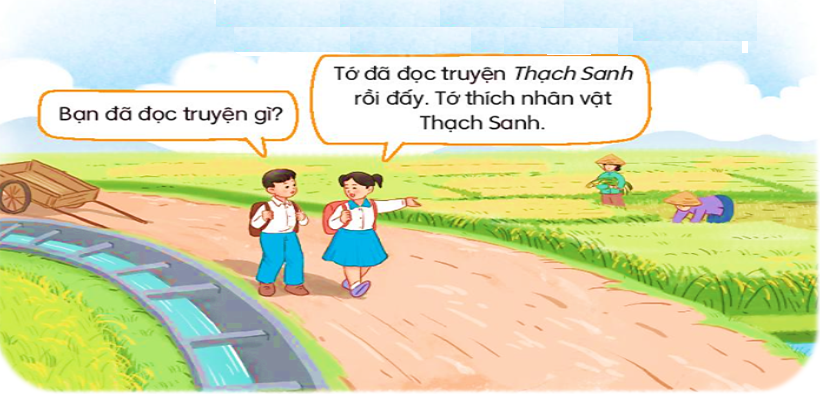 Bạn đã đọc truyện gì?
Tớ đã đọc truyện Thạch Sanh
rồi đấy. Tớ thích nhân vật
Thạch Sanh.